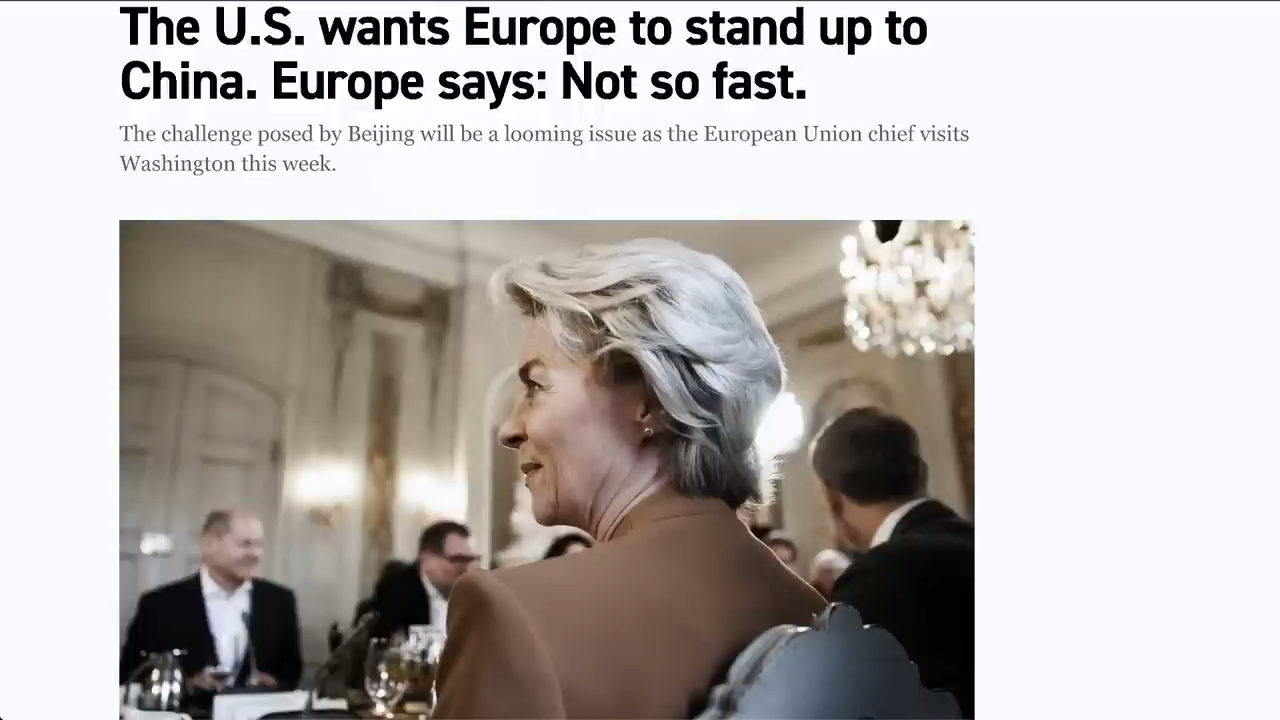 The U.S. wants Europe to stand up to
China. Europe says: Not so fast.
The challenge posed by Beijing will be a looming issue as the European Union chief visits
Washington this week.